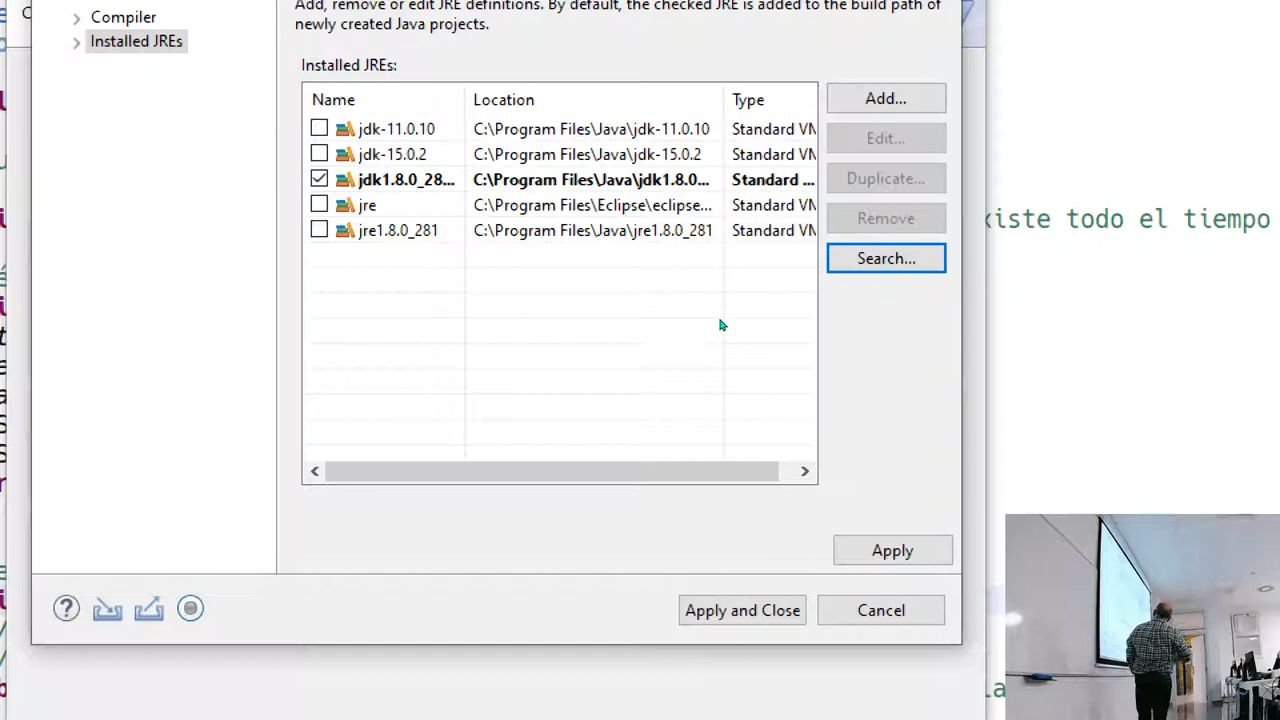 Compiler
Installed JREs
Add, remove or edit JRE definitions. By default, the checked JRE is added to the build path of
newly created Java projects.
Installed JREs:
Name Location Type
jdk-11.0.10 C:\Program Files\Java\jdk-11.0.10 Standard VM
jdk-15.0.2 C:\Program Files\Java\jdk-15.0.2 Standard VM
jdk1.8.0_28... C:\Program Files\Java\jdk1.8.0... Standard ...
jre C:\Program Files\Eclipse\eclipse... Standard VM
jre1.8.0_281 C:\Program Files\Java\jre1.8.0_281 Standard VM
Add...
Edit...
Duplicate...
Remove
Search...
xiste todo el tiempo
Apply
Apply and Close
Cancel
la